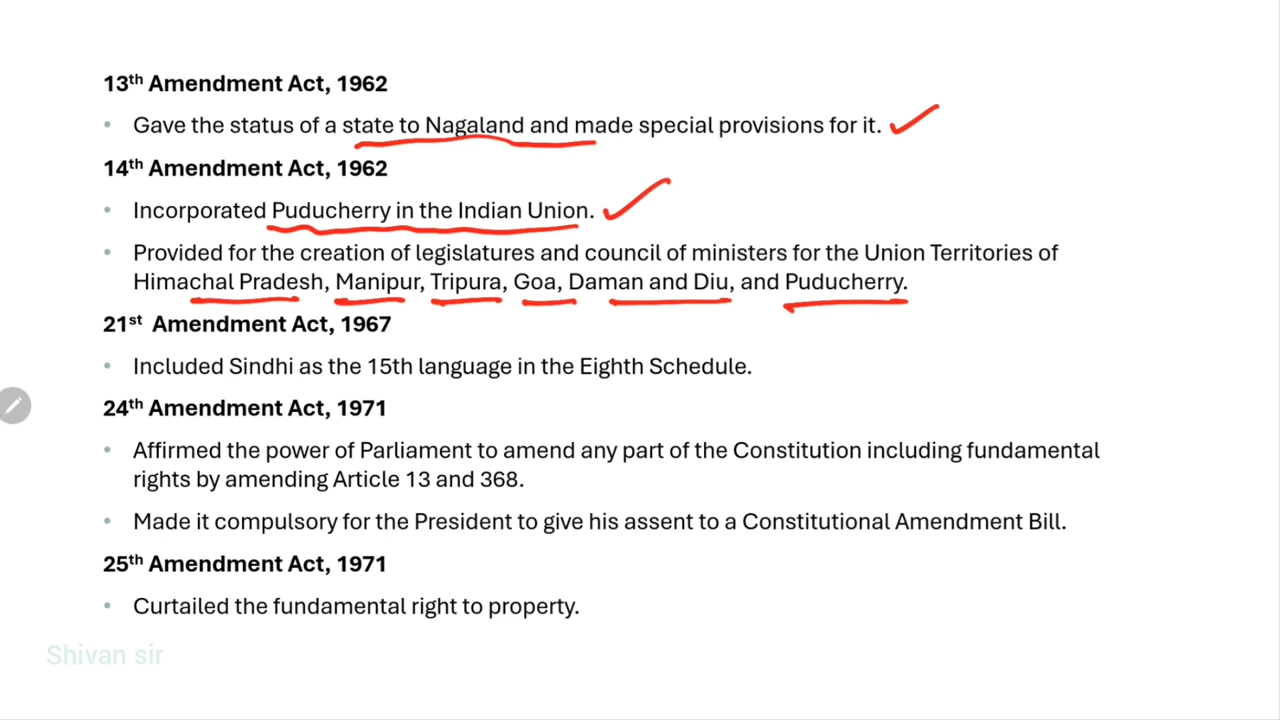 13th Amendment Act, 1962
• Gave the status of a state to Nagaland and made special provisions for it.
14th Amendment Act, 1962
• Incorporated Puducherry in the Indian Union.
• Provided for the creation of legislatures and council of ministers for the Union Territories of
Himachal Pradesh, Manipur, Tripura, Goa, Daman and Diu, and Puducherry.
21st Amendment Act, 1967
• Included Sindhi as the 15th language in the Eighth Schedule.
24th Amendment Act, 1971
• Affirmed the power of Parliament to amend any part of the Constitution including fundamental
rights by amending Article 13 and 368.
• Made it compulsory for the President to give his assent to a Constitutional Amendment Bill.
25th Amendment Act, 1971
• Curtailed the fundamental right to property.
Shivan sir